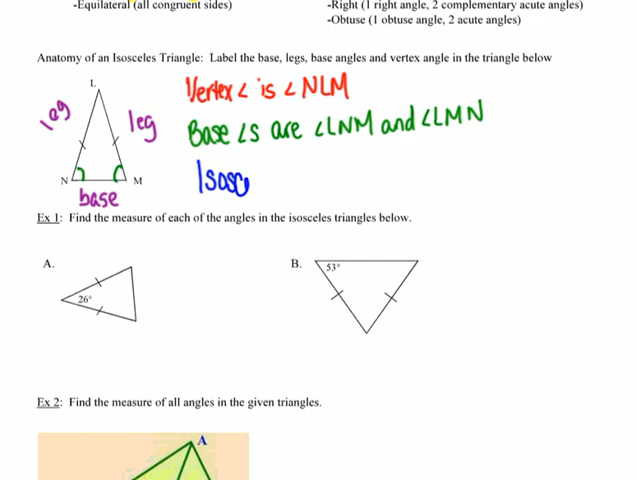 -Equilateral (all congruent sides)
-Right (1 right angle, 2 complementary acute angles)
-Obtuse (1 obtuse angle, 2 acute angles)
Anatomy of an Isosceles Triangle: Label the base, legs, base angles and vertex angle in the triangle below
L
leg
leg
N
M
base
Vertex ∠ is ∠NLM
Base ∠s are ∠LNM and ∠LMN
Isosc
Ex 1: Find the measure of each of the angles in the isosceles triangles below.
A.
26°
B.
53°
Ex 2: Find the measure of all angles in the given triangles.
A